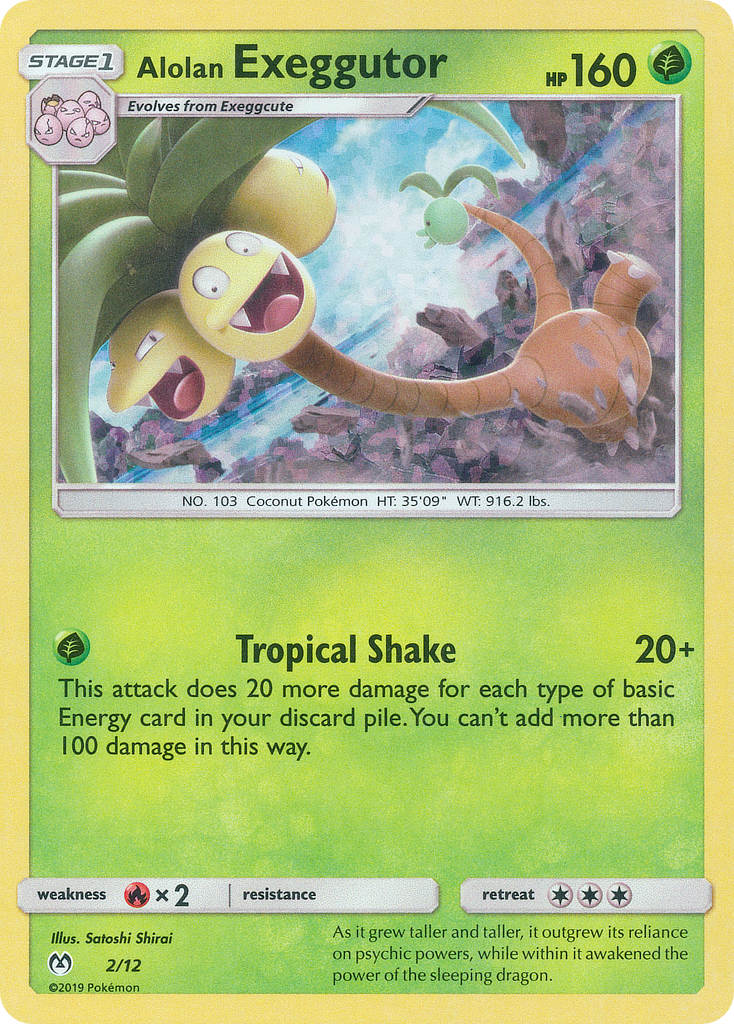 STAGE1 Alolan Exeggutor HP 160
Evolves from Exeggcute
NO. 103 Coconut Pokémon HT: 35'09" WT: 916.2 lbs.
Tropical Shake 20+
This attack does 20 more damage for each type of basic
Energy card in your discard pile. You can't add more than
100 damage in this way.
weakness × 2 resistance retreat
Illus. Satoshi Shirai
2/12
©2019 Pokémon
As it grew taller and taller, it outgrew its reliance
on psychic powers, while within it awakened the
power of the sleeping dragon.